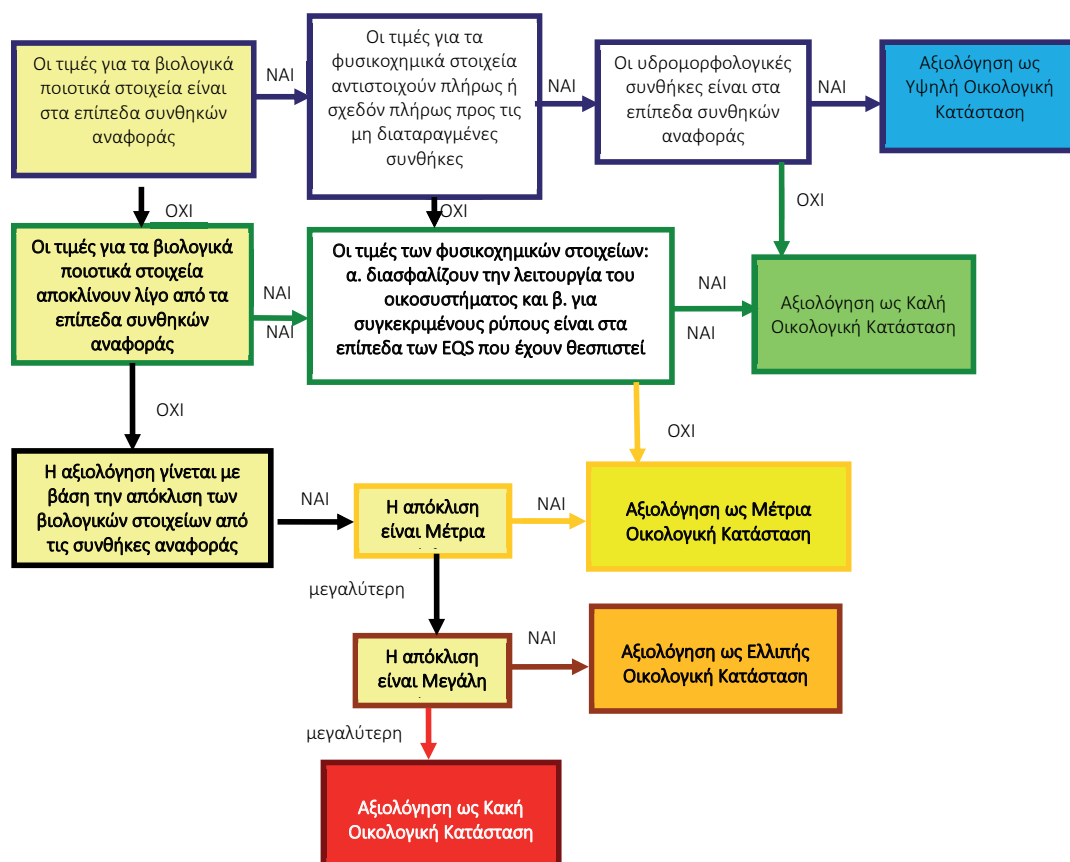 Οι τιμές για τα βιολογικά
ποιοτικά στοιχεία είναι
στα επίπεδα συνθηκών
αναφοράς
ΝΑΙ
Οι τιμές για τα
φυσικοχημικά στοιχεία
αντιστοιχούν πλήρως ή
σχεδόν πλήρως προς τις
μη διαταραγμένες
συνθήκες
ΝΑΙ
Οι υδρομορφολογικές
συνθήκες είναι στα
επίπεδα συνθηκών
αναφοράς
ΝΑΙ
Αξιολόγηση ως
Υψηλή Οικολογική
Κατάσταση
ΟΧΙ
ΟΧΙ
ΟΧΙ
Οι τιμές για τα βιολογικά
ποιοτικά στοιχεία
αποκλίνουν λίγο από τα
επίπεδα συνθηκών
αναφοράς
ΝΑΙ
ΝΑΙ
Οι τιμές των φυσικοχημικών στοιχείων:
α. διασφαλίζουν την λειτουργία του
οικοσυστήματος και β. για
συγκεκριμένους ρύπους είναι στα
επίπεδα των EQS που έχουν θεσπιστεί
ΝΑΙ
ΝΑΙ
Αξιολόγηση ως Καλή
Οικολογική Κατάσταση
ΟΧΙ
ΟΧΙ
Η αξιολόγηση γίνεται με
βάση την απόκλιση των
βιολογικών στοιχείων από
τις συνθήκες αναφοράς
ΝΑΙ
Η απόκλιση
είναι Μέτρια
ΝΑΙ
Αξιολόγηση ως Μέτρια
Οικολογική Κατάσταση
μεγαλύτερη
Η απόκλιση
είναι Μεγάλη
ΝΑΙ
Αξιολόγηση ως Ελλιπής
Οικολογική Κατάσταση
μεγαλύτερη
Αξιολόγηση ως Κακή
Οικολογική Κατάσταση